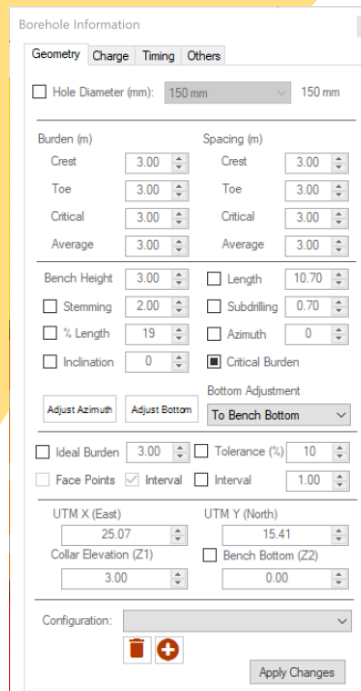 Borehole Information
Geometry Charge Timing Others
Hole Diameter (mm): 150 mm 150 mm
Burden (m) Spacing (m)
Crest 3.00 Crest 3.00
Toe 3.00 Toe 3.00
Critical 3.00 Critical 3.00
Average 3.00 Average 3.00
Bench Height 3.00 Length 10.70
Stemming 2.00 Subdrilling 0.70
% Length 19 Azimuth 0
Inclination 0 Critical Burden
Bottom Adjustment
Adjust Azimuth Adjust Bottom To Bench Bottom
Ideal Burden 3.00 Tolerance (%) 10
Face Points Interval Interval 1.00
UTM X (East) UTM Y (North)
25.07 15.41
Collar Elevation (Z1) Bench Bottom (Z2)
3.00 0.00
Configuration:
Apply Changes